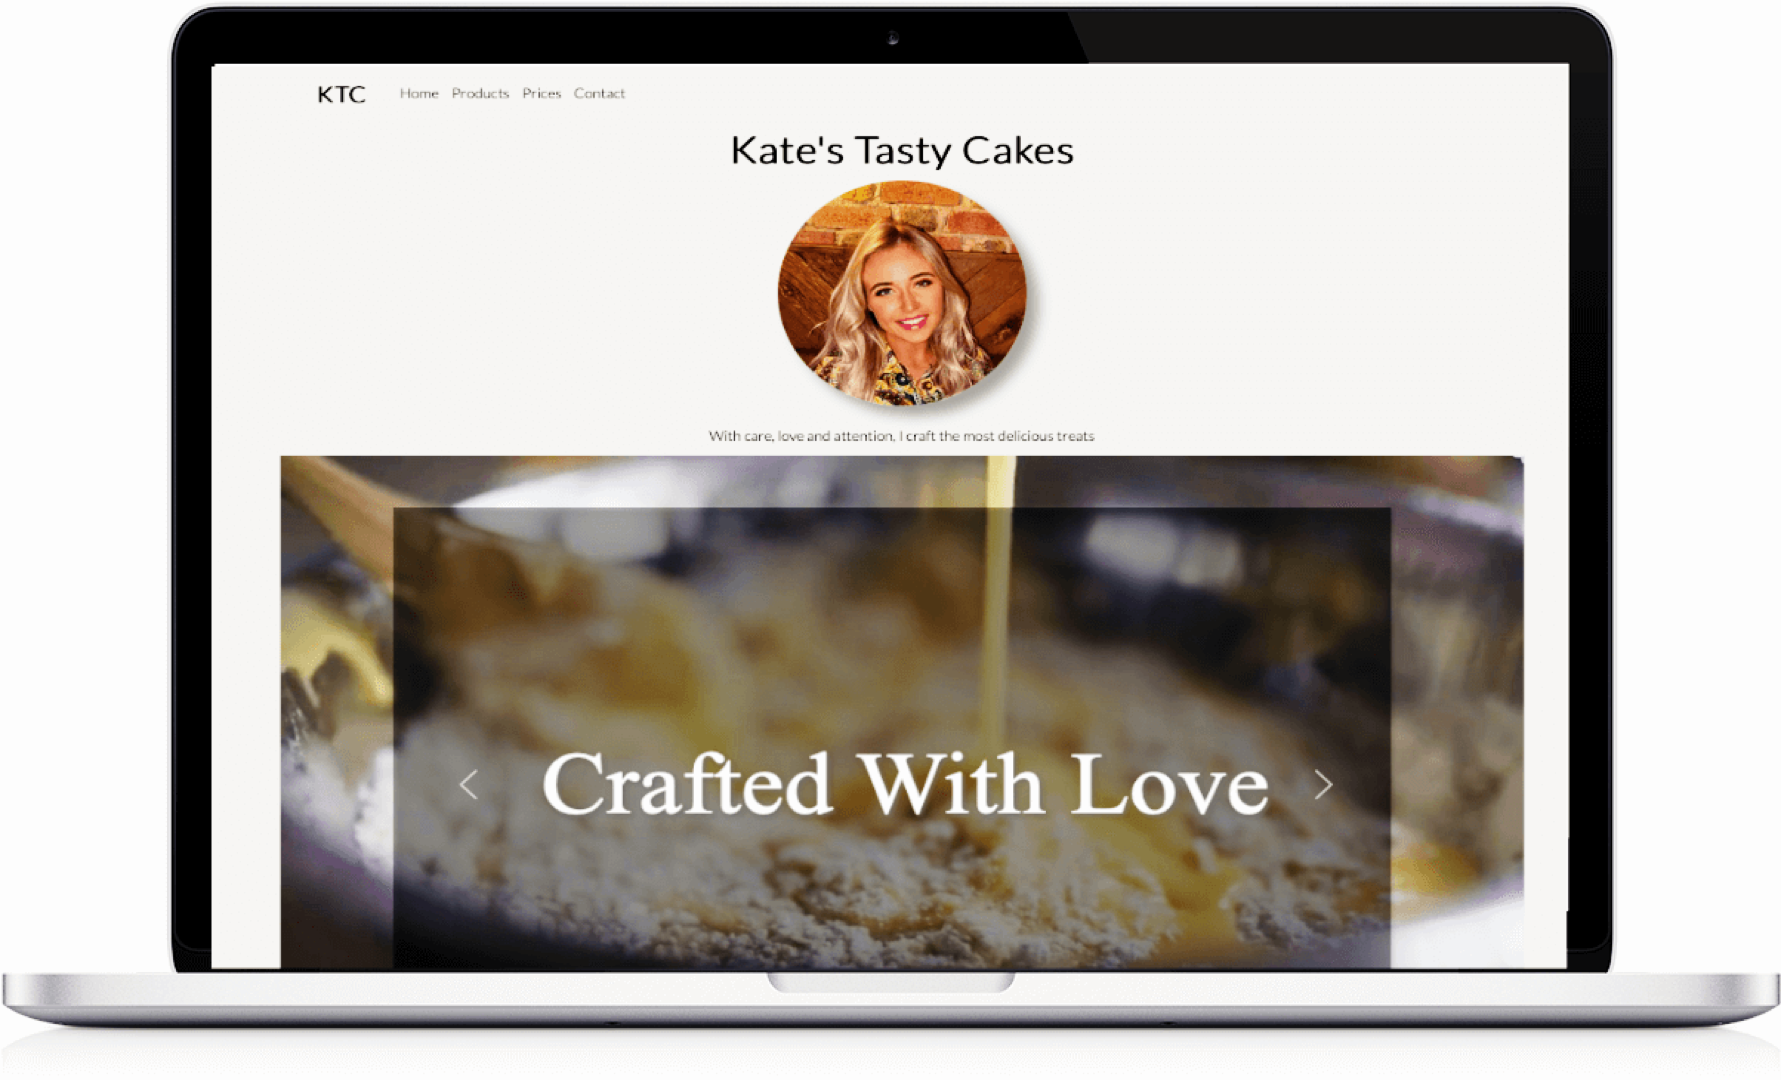 KTC Home Products Prices Contact
Kate's Tasty Cakes
With care, love and attention, I craft the most delicious treats
Crafted With Love